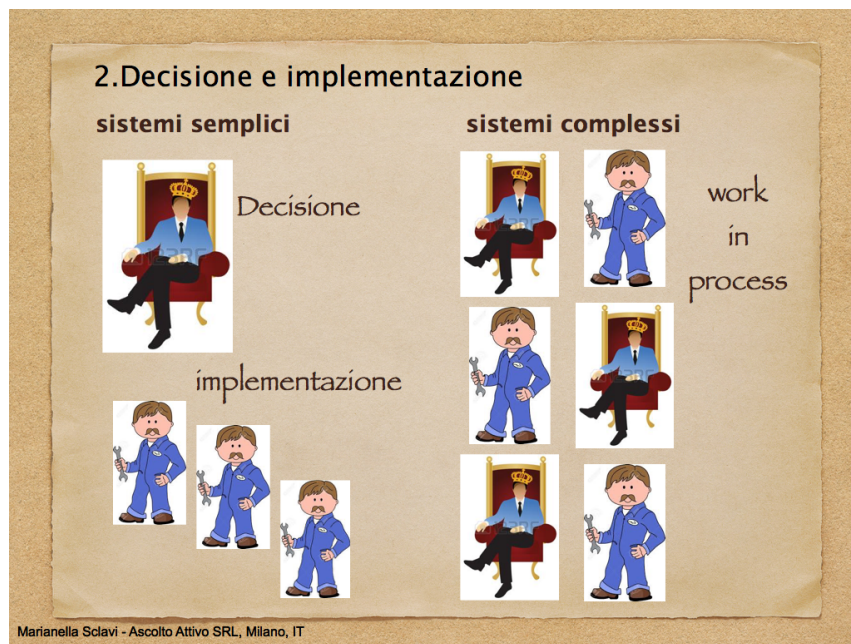 2.Decisione e implementazione
sistemi semplici
Decisione
implementazione
sistemi complessi
work
in
process
Marianella Sclavi - Ascolto Attivo SRL, Milano, IT